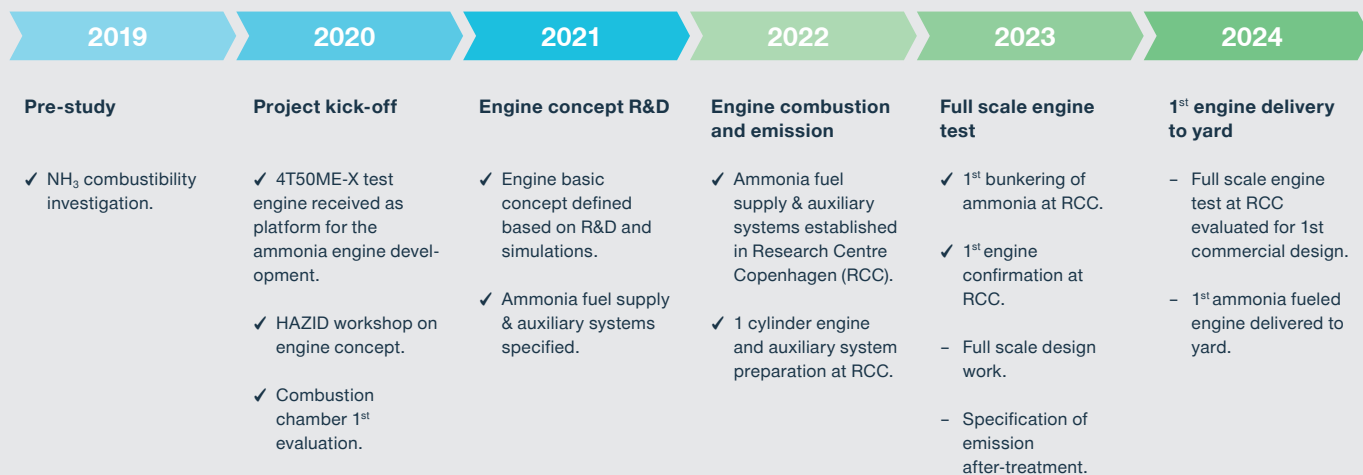 2019
2020
2021
2022
2023
2024
Pre-study
✓ NH₃ combustibility
investigation.
Project kick-off
✓ 4T50ME-X test
engine received as
platform for the
ammonia engine devel-
opment.
✓ HAZID workshop on
engine concept.
✓ Combustion
chamber 1st
evaluation.
Engine concept R&D
✓ Engine basic
concept defined
based on R&D and
simulations.
✓ Ammonia fuel supply
& auxiliary systems
specified.
Engine combustion
and emission
✓ Ammonia fuel
supply & auxiliary
systems established
in Research Centre
Copenhagen (RCC).
✓ 1 cylinder engine
and auxiliary system
preparation at RCC.
Full scale engine
test
✓ 1st bunkering of
ammonia at RCC.
✓ 1st engine
confirmation at
RCC.
– Full scale design
work.
– Specification of
emission
after-treatment.
1st engine delivery
to yard
– Full scale engine
test at RCC
evaluated for 1st
commercial design.
– 1st ammonia fueled
engine delivered to
yard.